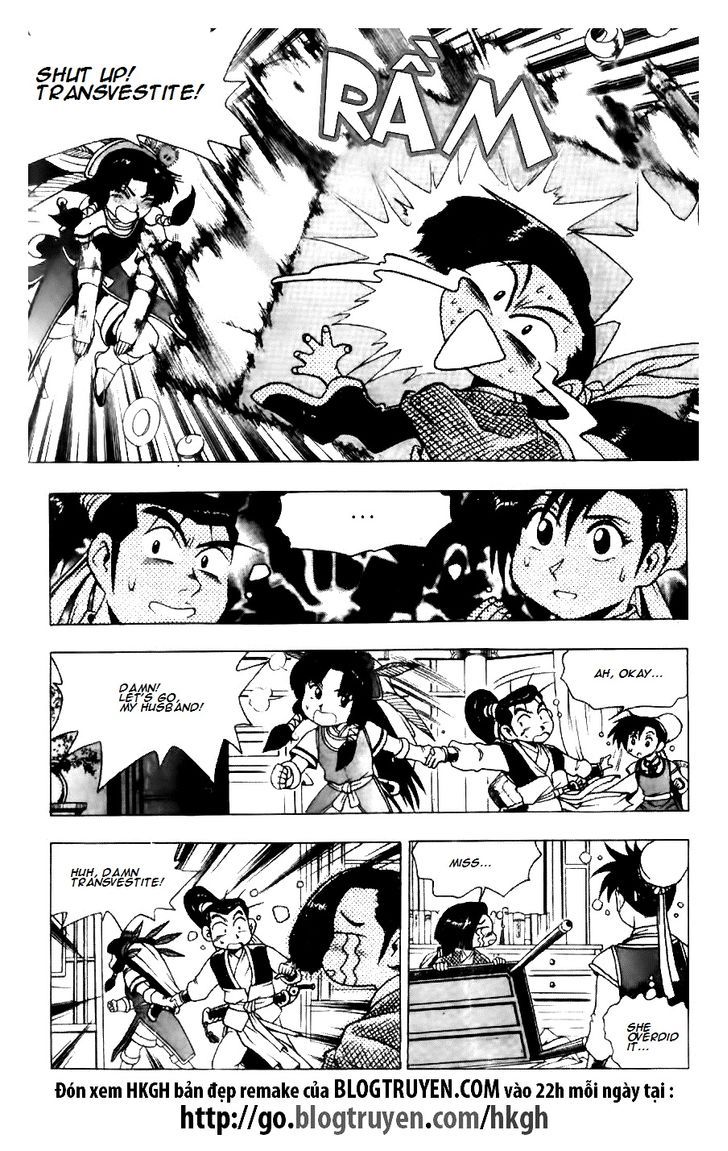 SHUT UP!
TRANSVESTITE!
RẦM
...
DAMN!
LET'S GO,
MY HUSBAND!
AH, OKAY...
HUH, DAMN
TRANSVESTITE!
MISS...
SHE
OVERDID
IT...
Đón xem HKGH bản đẹp remake của BLOGTRUYEN.COM vào 22h mỗi ngày tại :
http://go.blogtruyen.com/hkgh